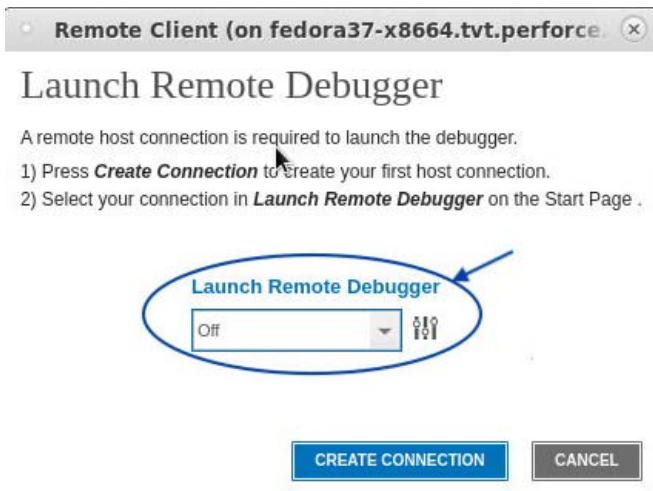 Remote Client (on fedora37-x8664.tvt.perforce.
Launch Remote Debugger
A remote host connection is required to launch the debugger.
1) Press Create Connection to create your first host connection.
2) Select your connection in Launch Remote Debugger on the Start Page .
Launch Remote Debugger
Off
CREATE CONNECTION
CANCEL